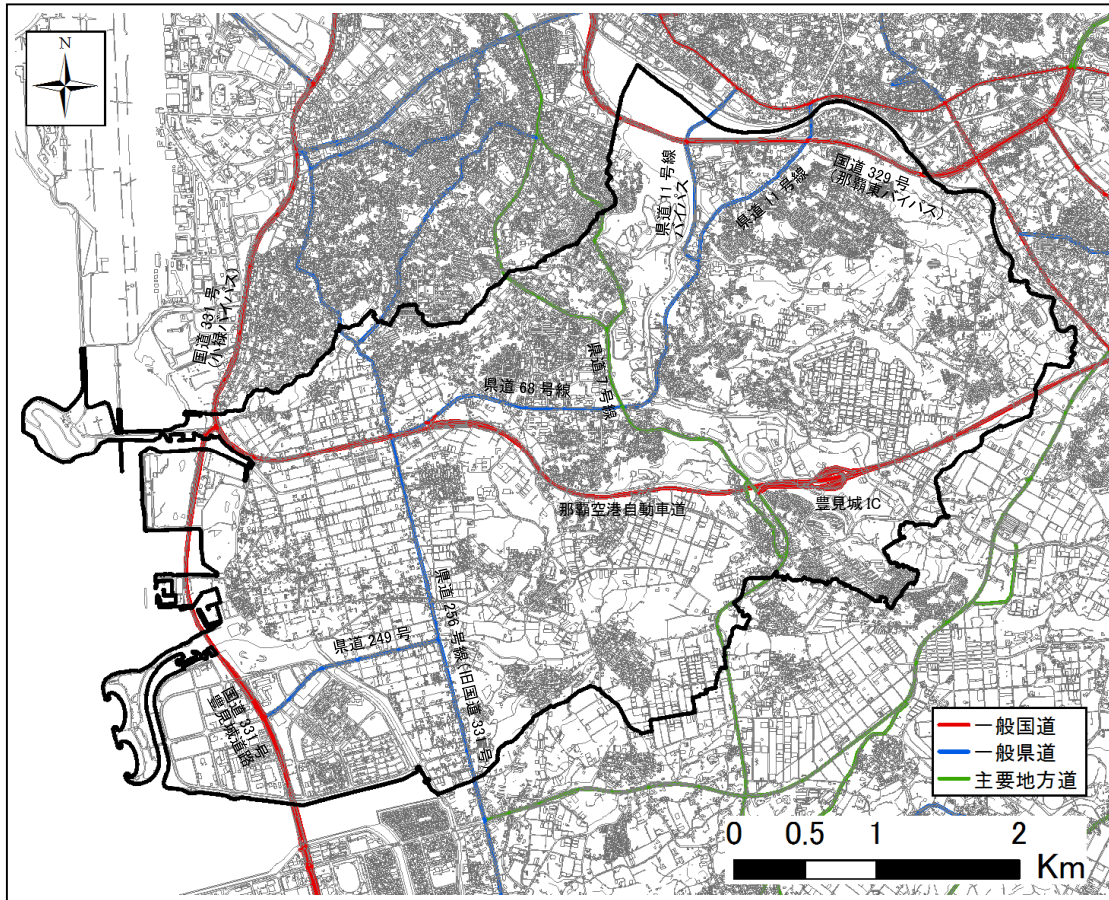 N
国道 331 号
(小禄バイパス)
県道 11 号線
バイパス
県道 11 号線
国道 329 号
(那覇東バイパス)
県道 68 号線
県道 7 号線
那覇空港自動車道
豊見城 IC
県道 256 号線(旧国道 331 号)
県道 249 号
国道 331 号
豊見城道路
一般国道
一般県道
主要地方道
0 0.5 1 2
Km